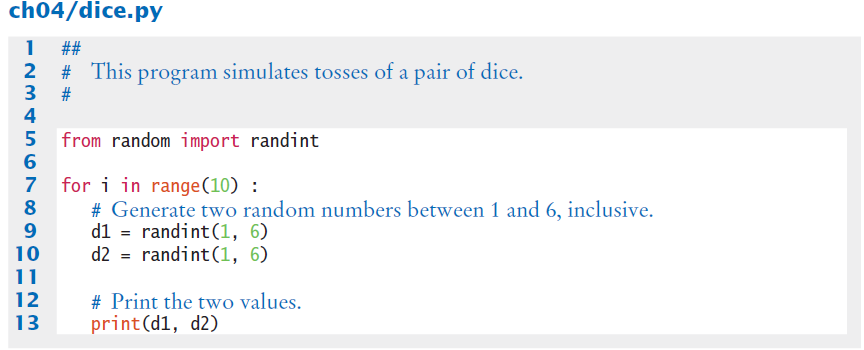 ch04/dice.py
1 ##
2 # This program simulates tosses of a pair of dice.
3 #
4
5 from random import randint
6
7 for i in range(10) :
8 # Generate two random numbers between 1 and 6, inclusive.
9 d1 = randint(1, 6)
10 d2 = randint(1, 6)
11
12 # Print the two values.
13 print(d1, d2)